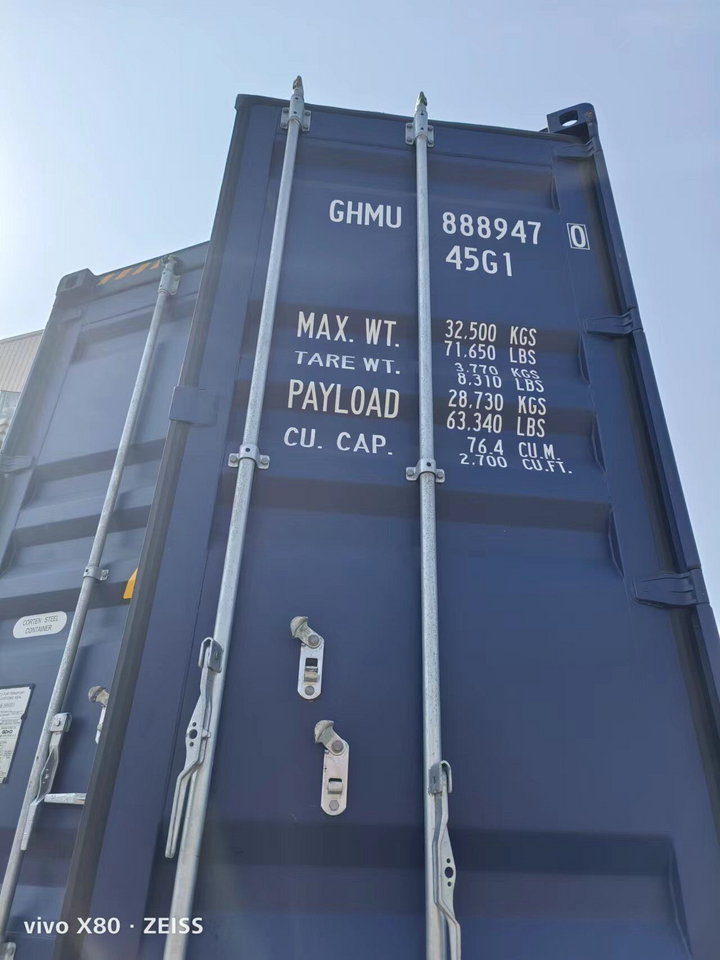 GHMU 888947 0
45G1
MAX. WT. 32.500 KGS
71.650 LBS
TARE WT. 3.770 KGS
8.310 LBS
PAYLOAD 28.730 KGS
63.340 LBS
CU. CAP. 76.4 CU.M.
2.700 CU.FT.
CORTEN STEEL
CONTAINER
vivo X80 · ZEISS